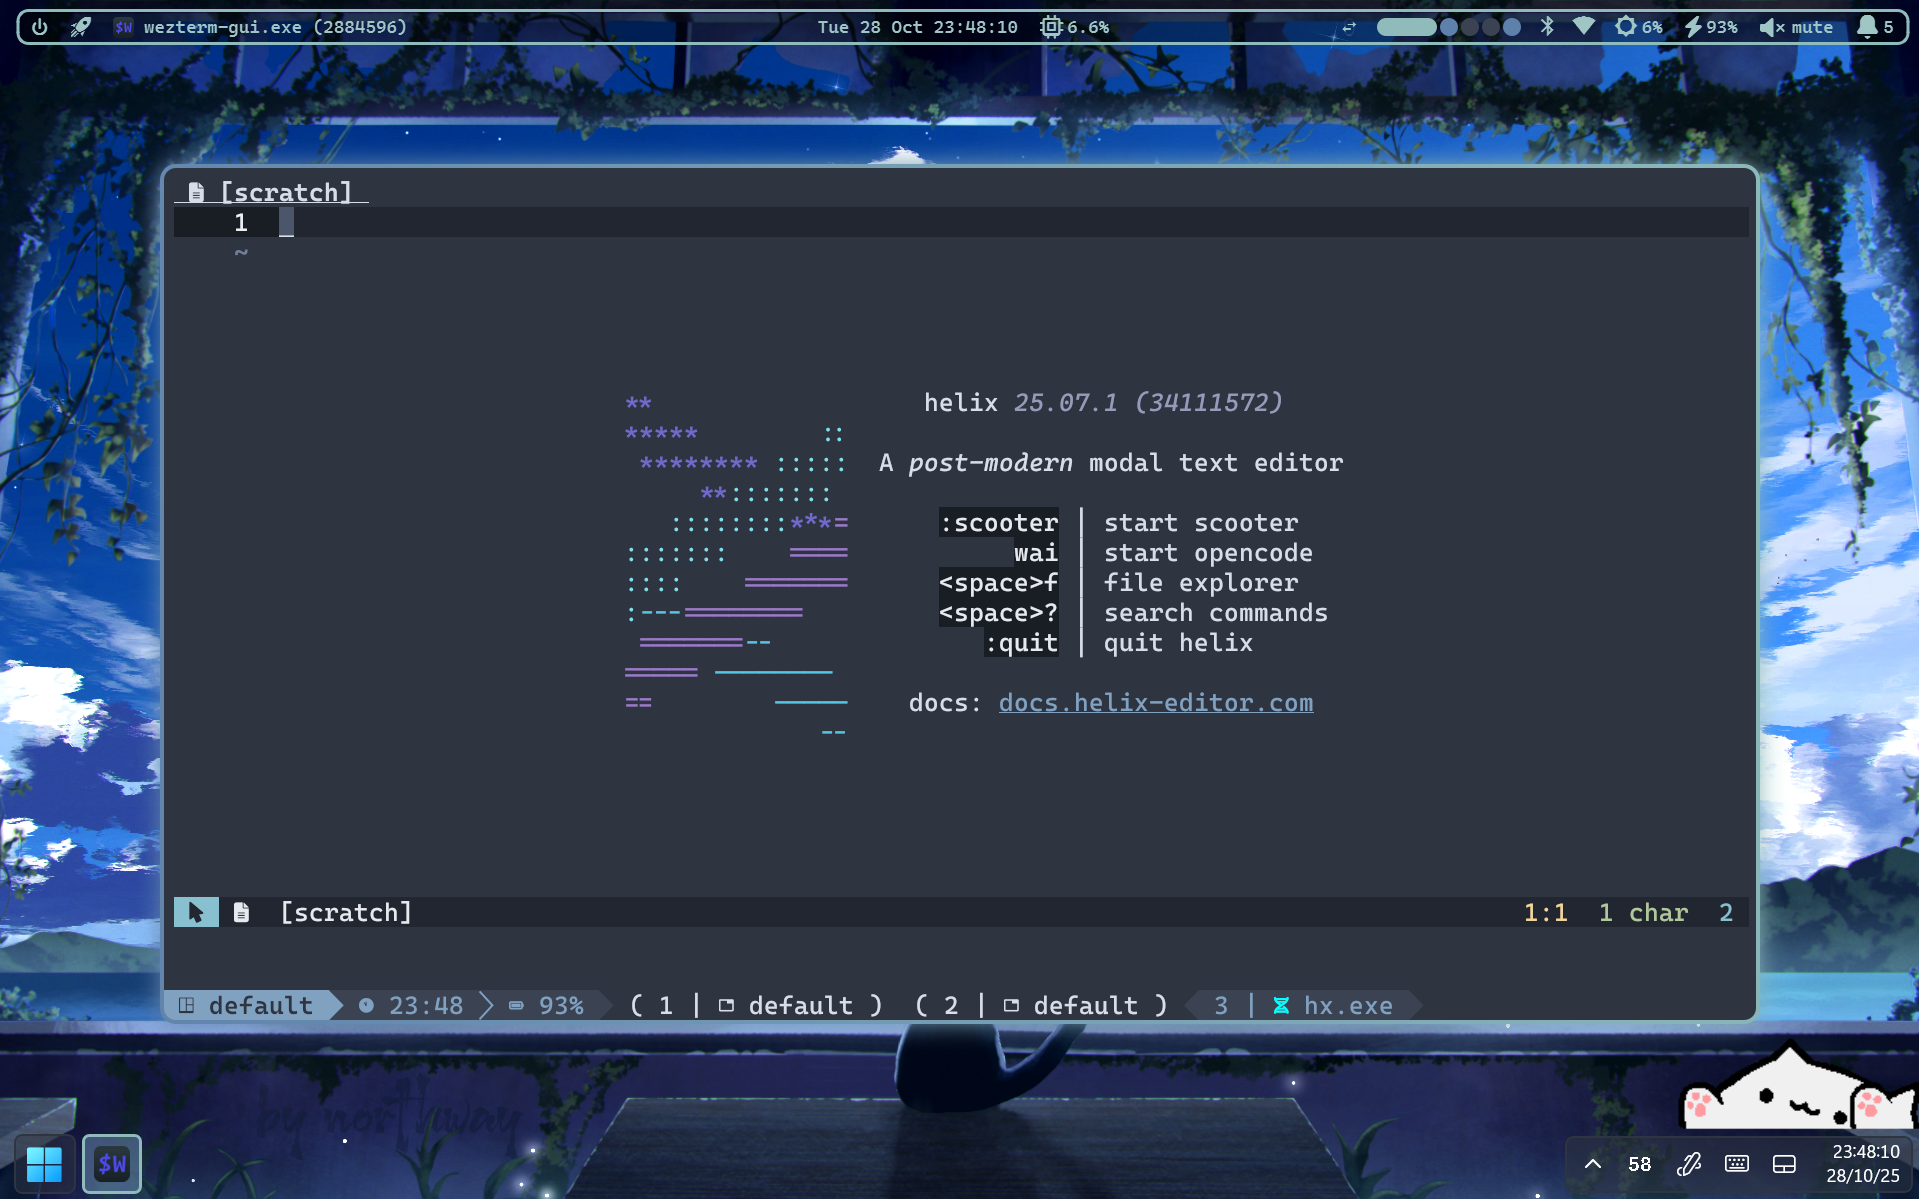 $W wezterm-gui.exe (2884596)
Tue 28 Oct 23:48:10 6.6%
6% 93% mute 5
[scratch]
1
~
helix 25.07.1 (34111572)
A post-modern modal text editor
:scooter | start scooter
wai | start opencode
<space>f | file explorer
<space>? | search commands
:quit | quit helix
docs: docs.helix-editor.com
[scratch] 1:1 1 char 2
default 23:48 93% ( 1 | default ) ( 2 | default ) 3 | hx.exe
by northway
$W
58
23:48:10
28/10/25